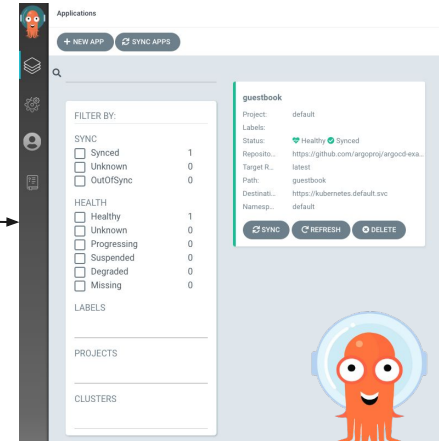 Applications
+ NEW APP
SYNC APPS
FILTER BY:
SYNC
Synced 1
Unknown 0
OutOfSync 0
HEALTH
Healthy 1
Unknown 0
Progressing 0
Suspended 0
Degraded 0
Missing 0
LABELS
PROJECTS
CLUSTERS
guestbook
Project: default
Labels:
Status: Healthy Synced
Reposito... https://github.com/argoproj/argocd-exa...
Target R... latest
Path: guestbook
Destinati... https://kubernetes.default.svc
Namesp... default
SYNC
REFRESH
DELETE